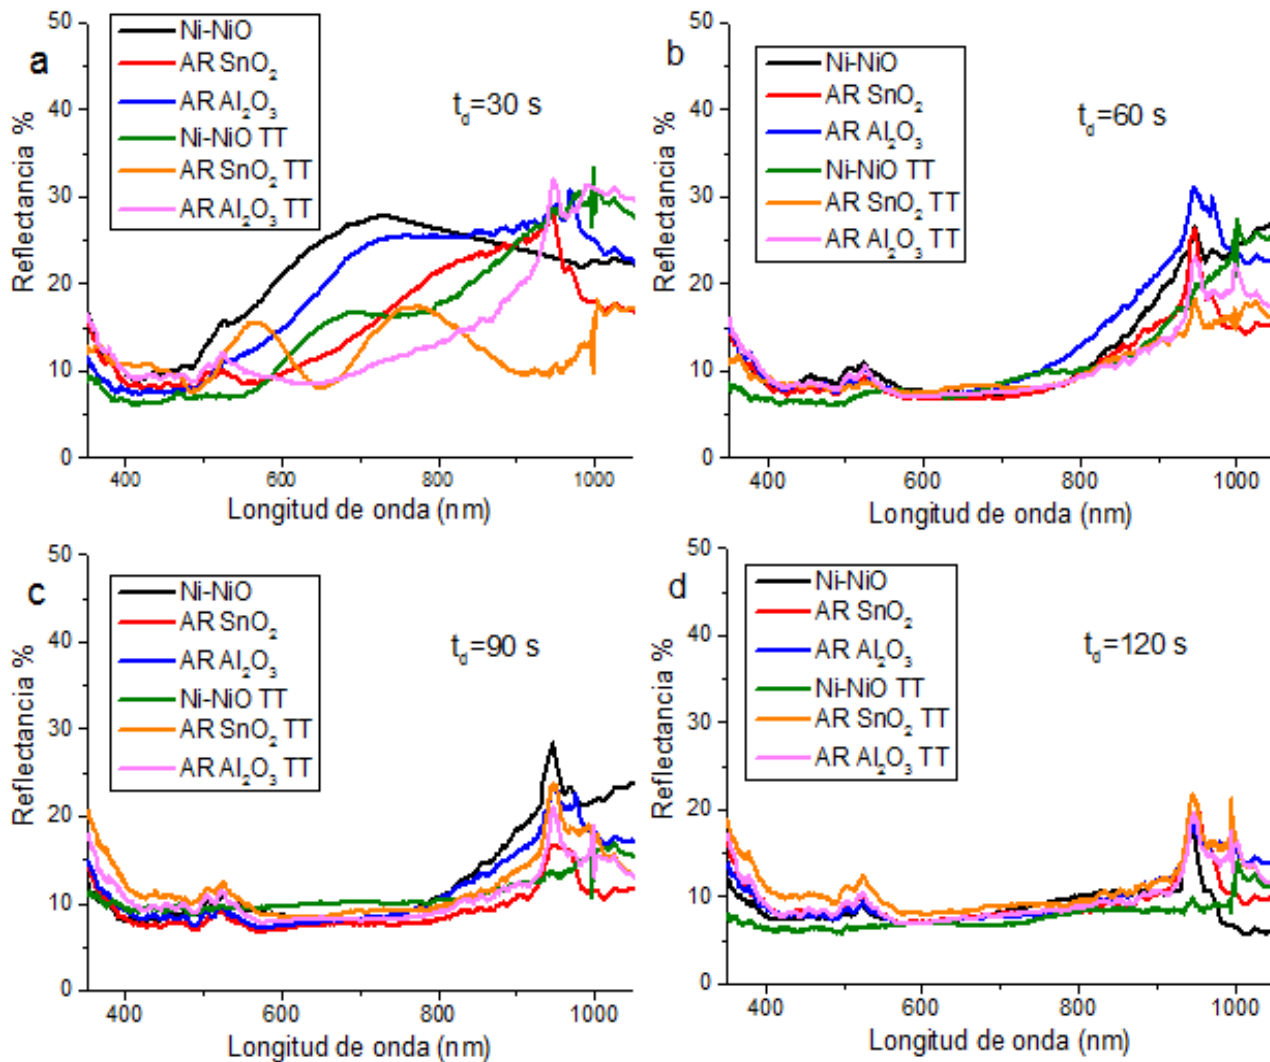 a
Ni-NiO
AR SnO₂
AR Al₂O₃
Ni-NiO TT
AR SnO₂ TT
AR Al₂O₃ TT
t_d=30 s
Reflectancia %
50
40
30
20
10
0
400
600
800
1000
Longitud de onda (nm)
b
Ni-NiO
AR SnO₂
AR Al₂O₃
Ni-NiO TT
AR SnO₂ TT
AR Al₂O₃ TT
t_d=60 s
Reflectancia %
50
40
30
20
10
0
400
600
800
1000
Longitud de onda (nm)
c
Ni-NiO
AR SnO₂
AR Al₂O₃
Ni-NiO TT
AR SnO₂ TT
AR Al₂O₃ TT
t_d=90 s
Reflectancia %
50
40
30
20
10
0
400
600
800
1000
Longitud de onda (nm)
d
Ni-NiO
AR SnO₂
AR Al₂O₃
Ni-NiO TT
AR SnO₂ TT
AR Al₂O₃ TT
t_d=120 s
Reflectancia %
50
40
30
20
10
0
400
600
800
1000
Longitud de onda (nm)